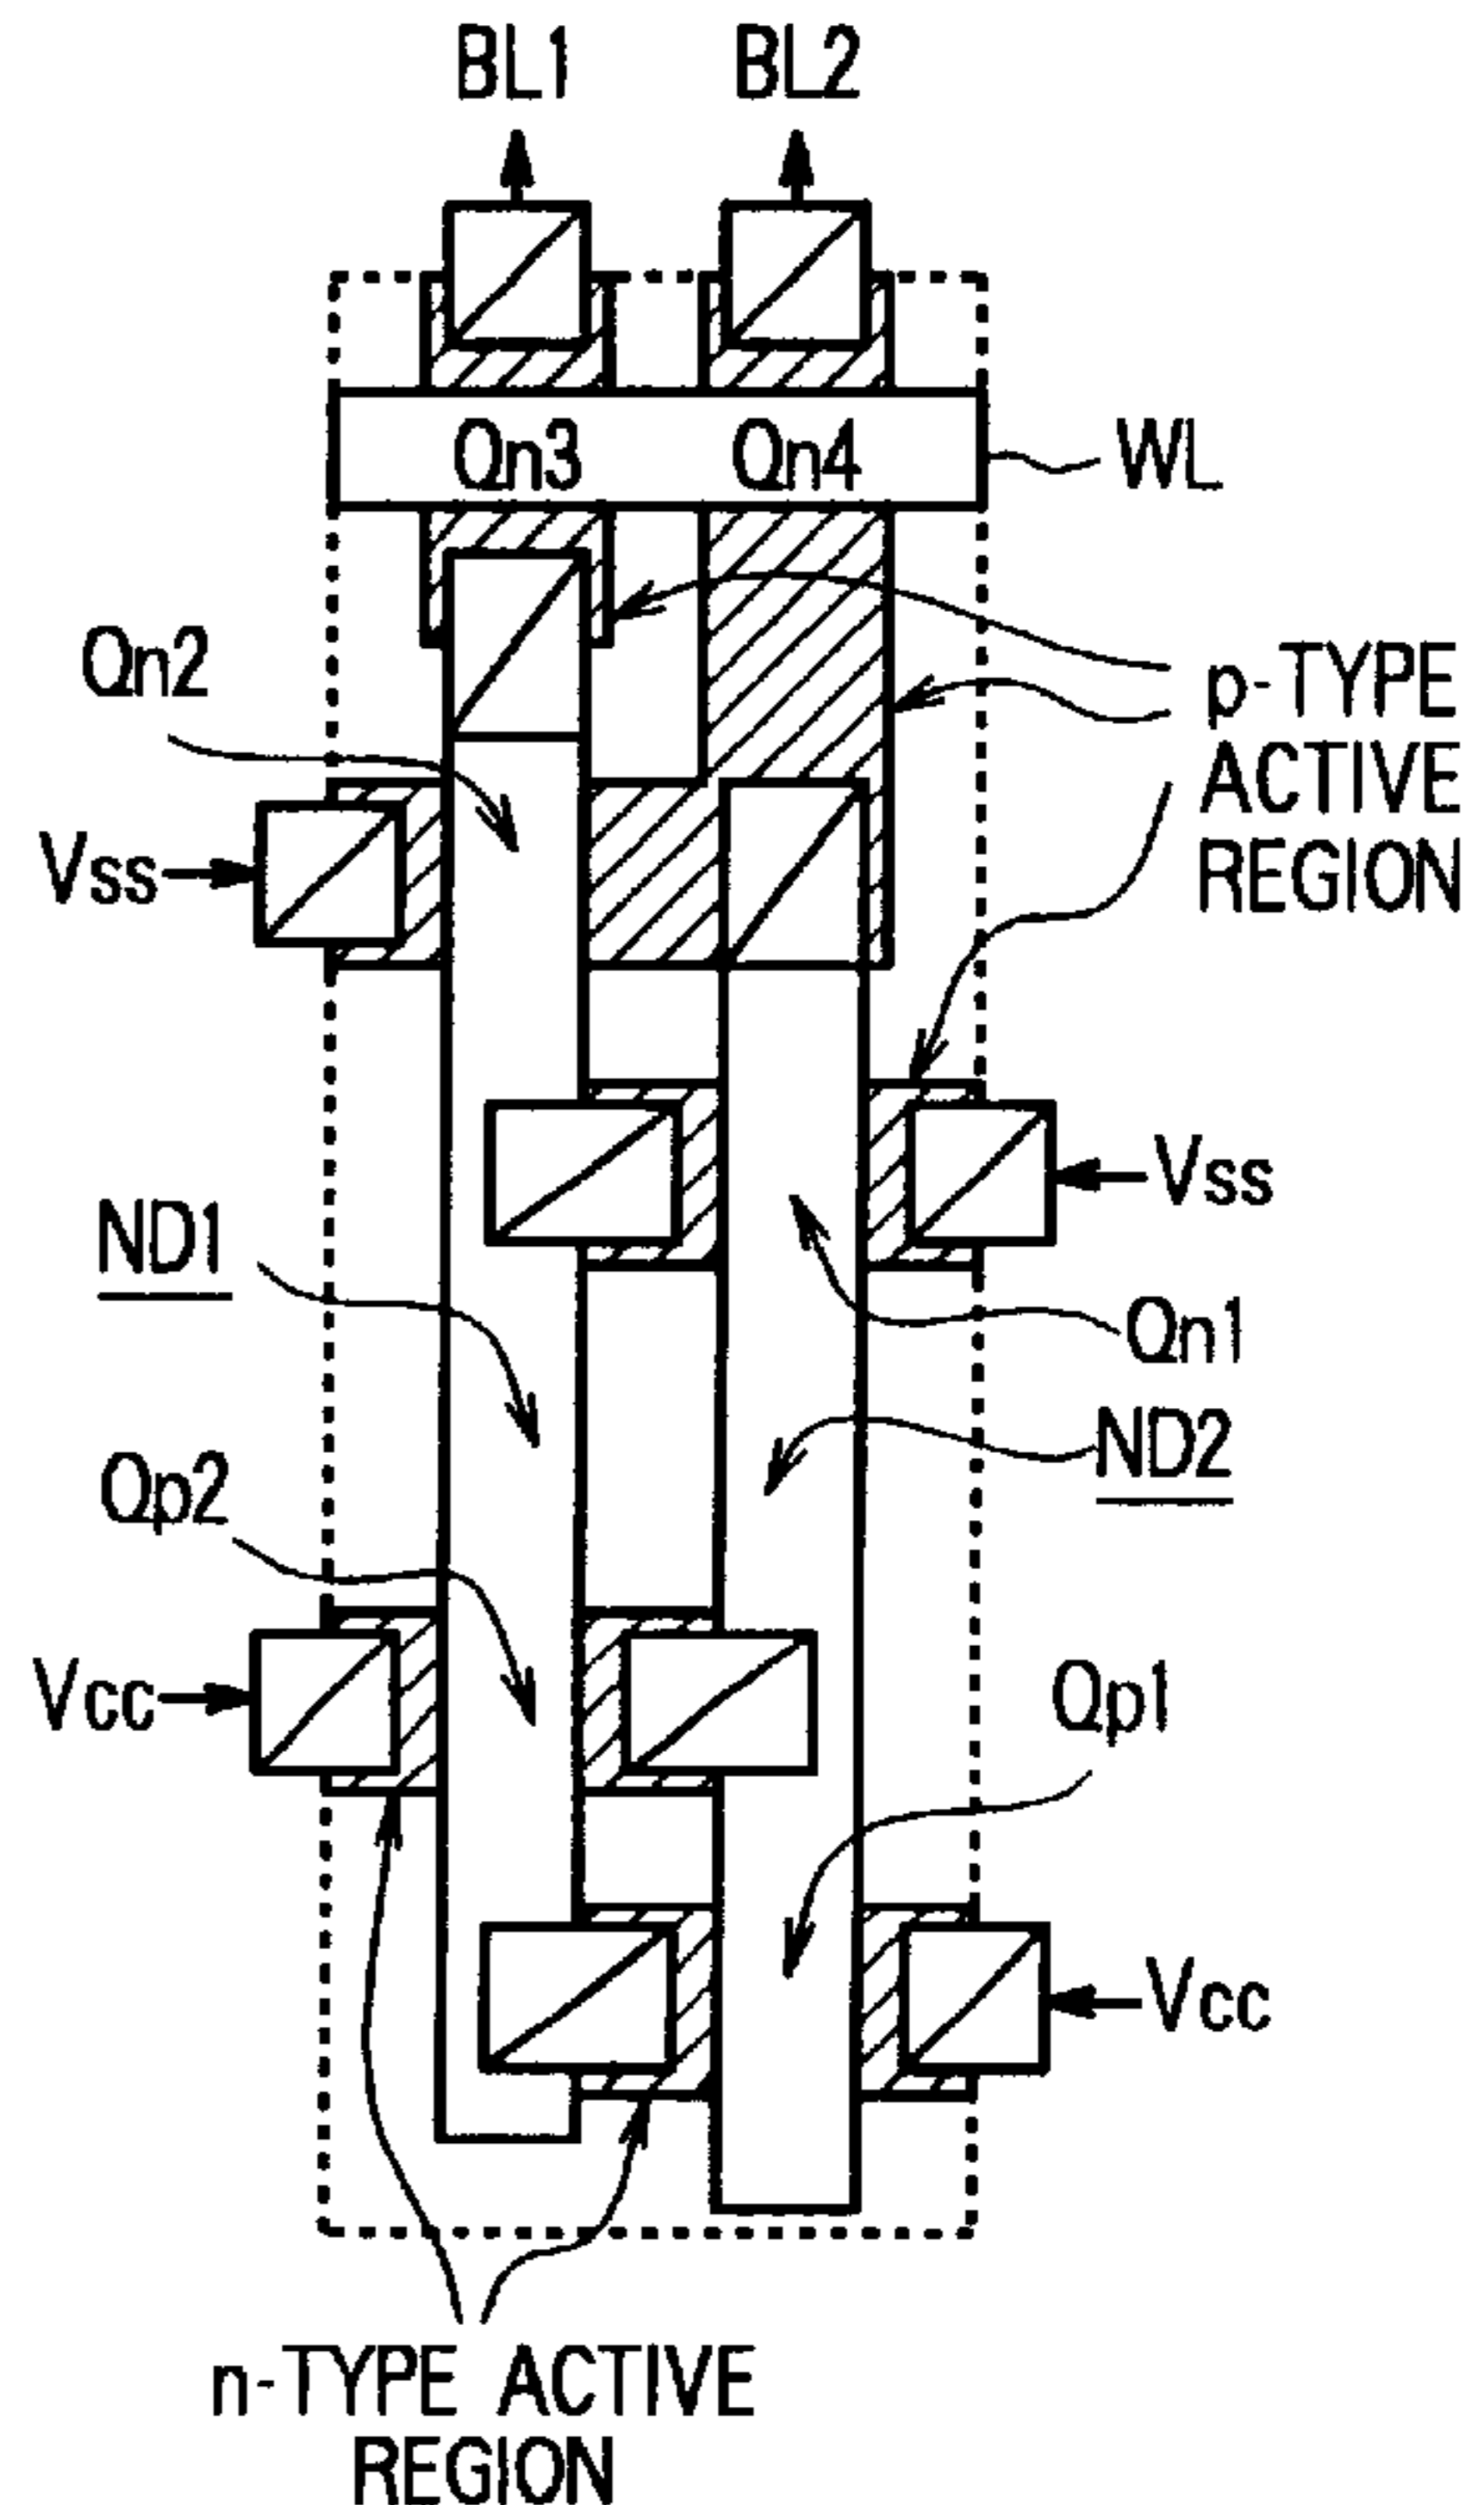 BL1 BL2
Qn3 Qn4 WL
Qn2
p-TYPE
ACTIVE
REGION
Vss
Vss
ND1
Qn1
ND2
Qp2
Qp1
Vcc
Vcc
n-TYPE ACTIVE
REGION